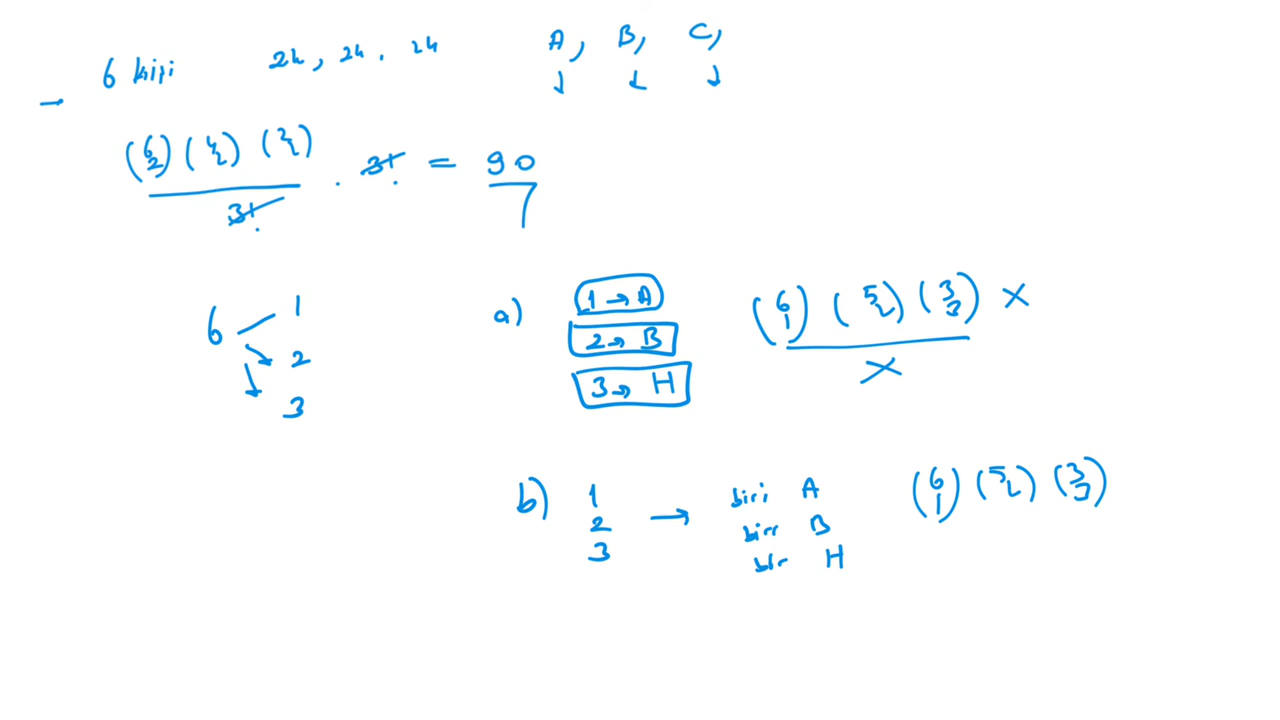 6 kişi 2k, 2k, 2k A, B, C,
↓ ↓ ↓
(6 2) (4 2) (2 2) / 3! . 3! = 90
6 1
2
3
a) 1 → A
2 → B
3 → H
(6 1) (5 2) (3 3) X / X
b) 1 biri A (6 1) (5 2) (3 3)
2 → biri B
3 bir H